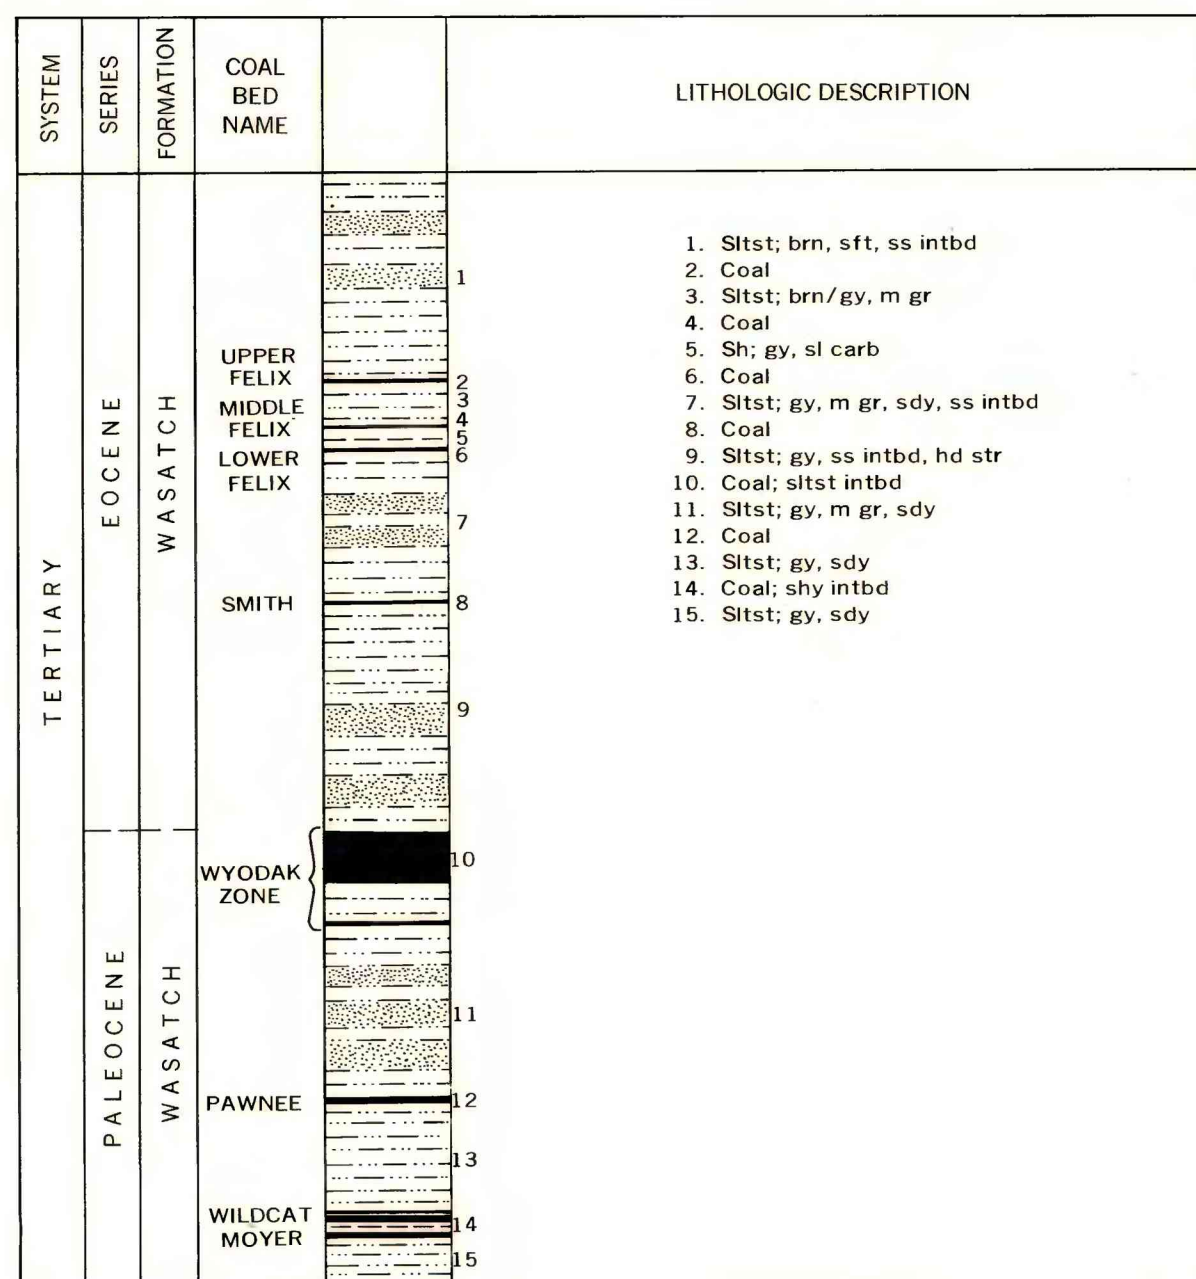 SYSTEM
SERIES
FORMATION
COAL
BED
NAME
LITHOLOGIC DESCRIPTION
TERTIARY
EOCENE
WASATCH
PALEOCENE
WASATCH
UPPER
FELIX
MIDDLE
FELIX
LOWER
FELIX
SMITH
WYODAK
ZONE
PAWNEE
WILDCAT
MOYER
1
2
3
4
5
6
7
8
9
10
11
12
13
14
15
1. Sltst; brn, sft, ss intbd
2. Coal
3. Sltst; brn/gy, m gr
4. Coal
5. Sh; gy, sl carb
6. Coal
7. Sltst; gy, m gr, sdy, ss intbd
8. Coal
9. Sltst; gy, ss intbd, hd str
10. Coal; sltst intbd
11. Sltst; gy, m gr, sdy
12. Coal
13. Sltst; gy, sdy
14. Coal; shy intbd
15. Sltst; gy, sdy